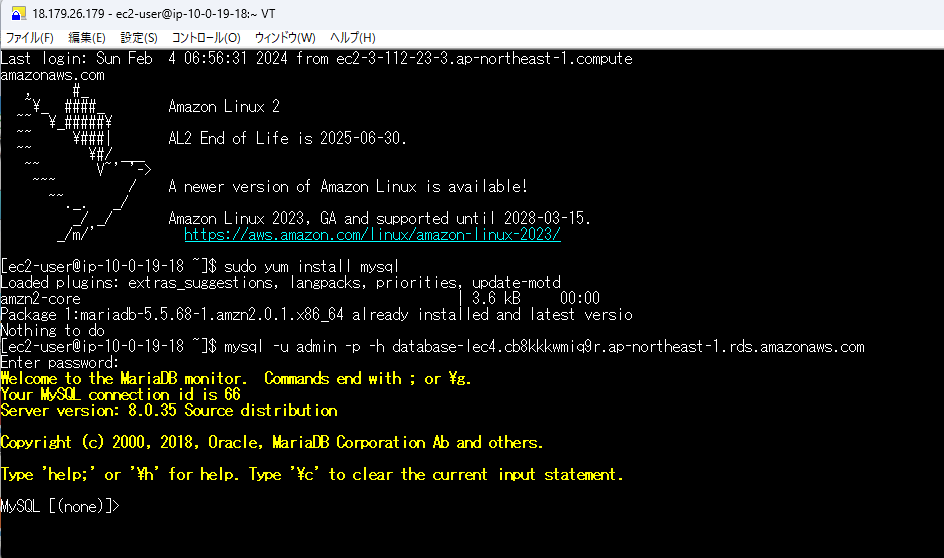 18.179.26.179 - ec2-user@ip-10-0-19-18:~ VT
ファイル(F) 編集(E) 設定(S) コントロール(O) ウィンドウ(W) ヘルプ(H)
Last login: Sun Feb  4 06:56:31 2024 from ec2-3-112-23-3.ap-northeast-1.compute
amazonaws.com
   ,     #_
   ~¥_  ####_        Amazon Linux 2
  ~~  ¥_#####¥
  ~~     ¥###|       AL2 End of Life is 2025-06-30.
  ~~       ¥#/ ___
   ~~       V~' '->
    ~~~         /    A newer version of Amazon Linux is available!
      ~~._.   _/
         _/ _/       Amazon Linux 2023, GA and supported until 2028-03-15.
       _/m/'           https://aws.amazon.com/linux/amazon-linux-2023/
[ec2-user@ip-10-0-19-18 ~]$ sudo yum install mysql
Loaded plugins: extras_suggestions, langpacks, priorities, update-motd
amzn2-core                                                | 3.6 kB     00:00
Package 1:mariadb-5.5.68-1.amzn2.0.1.x86_64 already installed and latest versio
Nothing to do
[ec2-user@ip-10-0-19-18 ~]$ mysql -u admin -p -h database-lec4.cb8kkkwmiq9r.ap-northeast-1.rds.amazonaws.com
Enter password:
Welcome to the MariaDB monitor.  Commands end with ; or ¥g.
Your MySQL connection id is 66
Server version: 8.0.35 Source distribution
Copyright (c) 2000, 2018, Oracle, MariaDB Corporation Ab and others.
Type 'help;' or '¥h' for help. Type '¥c' to clear the current input statement.
MySQL [(none)]>